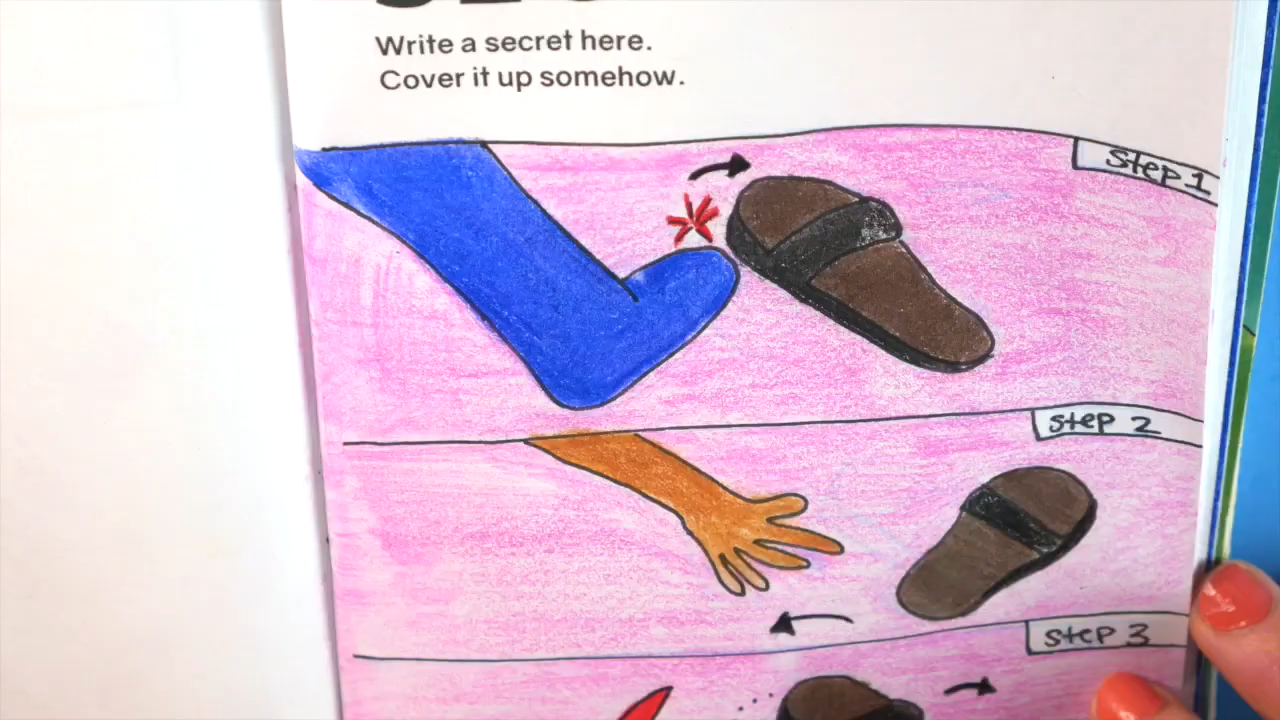 Write a secret here.
Cover it up somehow.
step 1
step 2
step 3